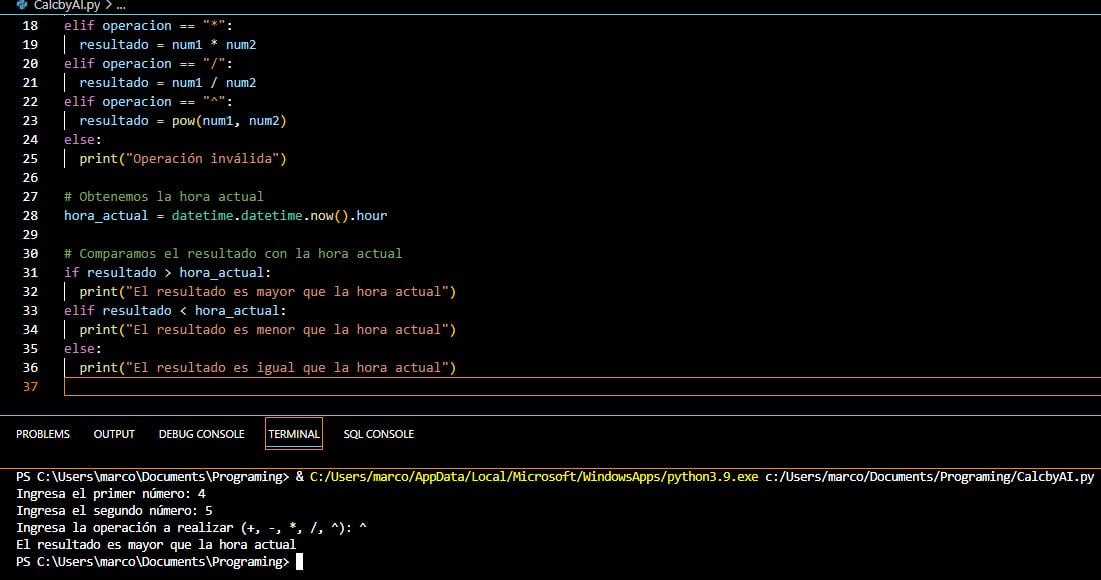 CalcbyAI.py > ...
18 elif operacion == "*":
19 resultado = num1 * num2
20 elif operacion == "/":
21 resultado = num1 / num2
22 elif operacion == "^":
23 resultado = pow(num1, num2)
24 else:
25 print("Operación inválida")
26
27 # Obtenemos la hora actual
28 hora_actual = datetime.datetime.now().hour
29
30 # Comparamos el resultado con la hora actual
31 if resultado > hora_actual:
32 print("El resultado es mayor que la hora actual")
33 elif resultado < hora_actual:
34 print("El resultado es menor que la hora actual")
35 else:
36 print("El resultado es igual que la hora actual")
37
PROBLEMS OUTPUT DEBUG CONSOLE TERMINAL SQL CONSOLE
PS C:\Users\marco\Documents\Programing> & C:/Users/marco/AppData/Local/Microsoft/WindowsApps/python3.9.exe c:/Users/marco/Documents/Programing/CalcbyAI.py
Ingresa el primer número: 4
Ingresa el segundo número: 5
Ingresa la operación a realizar (+, -, *, /, ^): ^
El resultado es mayor que la hora actual
PS C:\Users\marco\Documents\Programing>